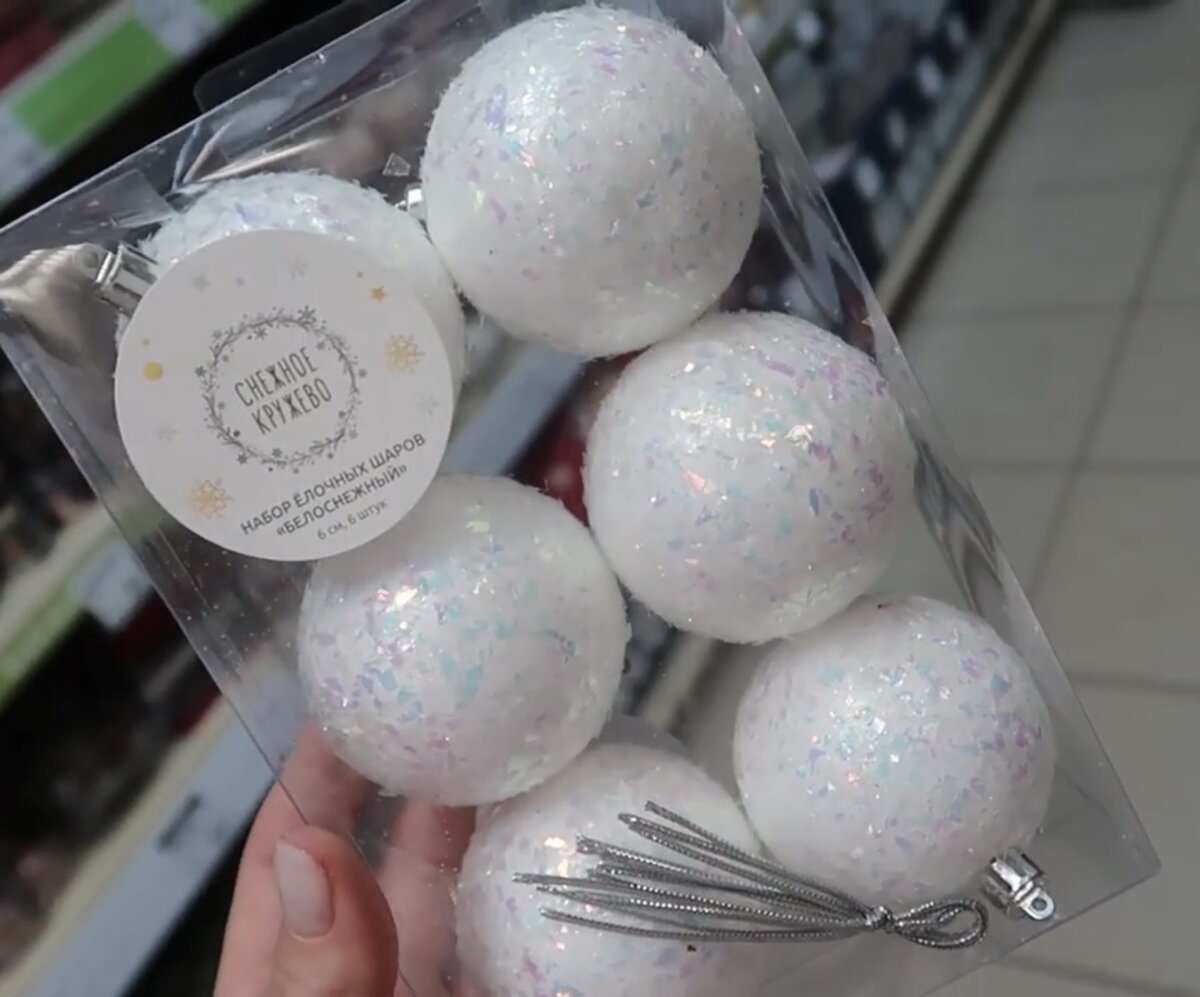 СНЕЖНОЕ
КРУЖЕВО
НАБОР ЁЛОЧНЫХ ШАРОВ
«БЕЛОСНЕЖНЫЙ»
6 см, 6 штук